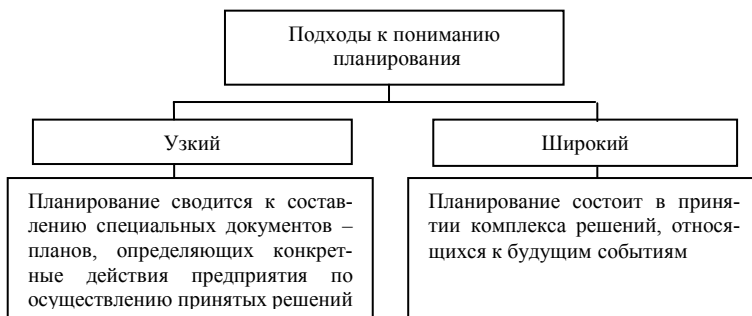 Подходы к пониманию
планирования
Узкий
Широкий
Планирование сводится к состав-
лению специальных документов –
планов, определяющих конкрет-
ные действия предприятия по
осуществлению принятых решений
Планирование состоит в приня-
тии комплекса решений, относя-
щихся к будущим событиям